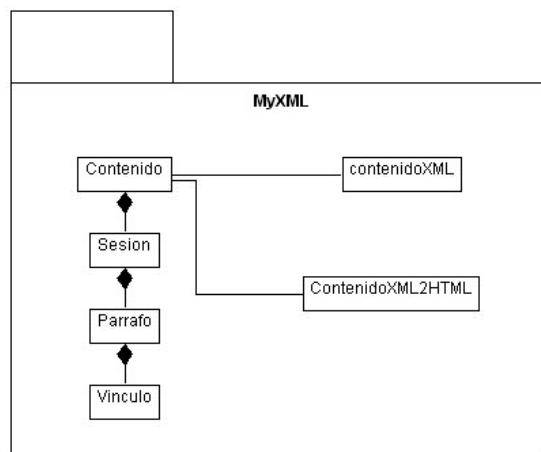 MyXML
Contenido
contenidoXML
Sesion
ContenidoXML2HTML
Parrafo
Vinculo